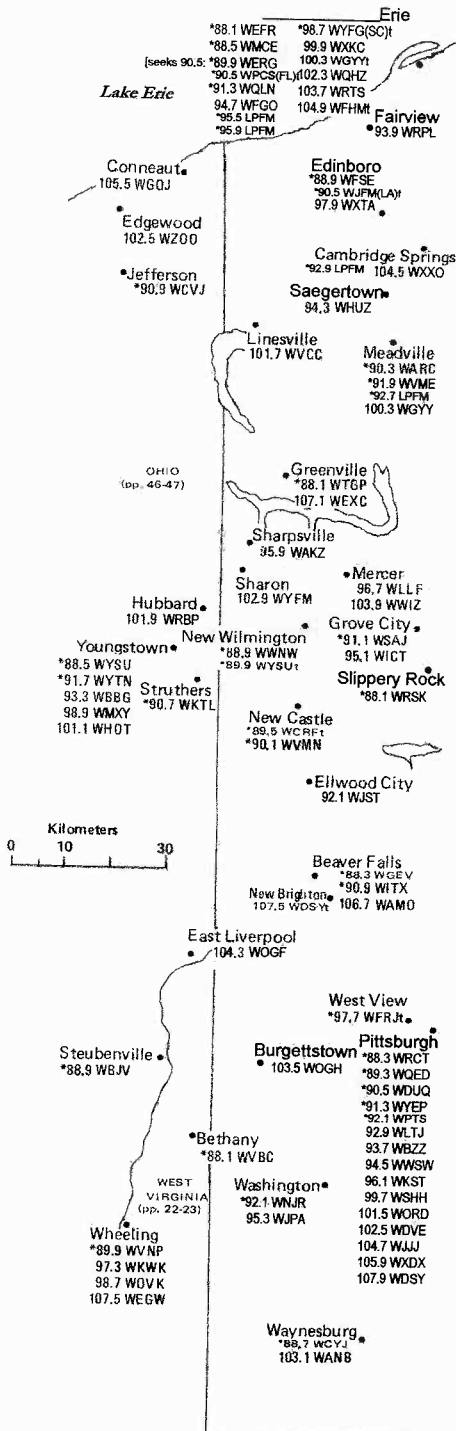 Erie
*88.1 WEFR
*88.5 WMCE
[seeks 90.5: *89.9 WERG
*90.5 WPCS(FL)t
*91.3 WQLN
94.7 WFGO
*95.5 LPFM
*95.9 LPFM
*98.7 WYFG(SC)t
99.9 WXKC
100.3 WGYYt
102.3 WQHZ
103.7 WRTS
104.9 WFHMt
Lake Erie
Fairview
93.9 WRPL
Conneaut
105.5 WGOJ
Edinboro
*88.9 WFSE
*90.5 WJFM(LA)t
97.9 WXTA
Edgewood
102.5 WZOO
Cambridge Springs
*92.9 LPFM 104.5 WXXO
Jefferson
*90.9 WCVJ
Saegertown
94.3 WHUZ
Linesville
101.7 WVCC
Meadville
*90.3 WARC
*91.9 WVME
*92.7 LPFM
100.3 WGYY
OHIO
(pp. 46-47)
Greenville
*88.1 WTGP
107.1 WEXC
Sharpsville
95.9 WAKZ
Sharon
102.9 WYFM
Mercer
96.7 WLLF
103.9 WWIZ
Hubbard
101.9 WRBP
New Wilmington
*88.9 WWNW
*89.9 WYSUt
Grove City
*91.1 WSAJ
95.1 WICT
Youngstown
*88.5 WYSU
*91.7 WYTN
93.3 WBBG
98.9 WMXY
101.1 WHOT
Struthers
*90.7 WKTL
Slippery Rock
*88.1 WRSK
New Castle
*89.5 WCRFt
*90.1 WVMN
Ellwood City
92.1 WJST
Kilometers
0 10 30
Beaver Falls
*88.3 WGEV
*90.9 WITX
106.7 WAMO
New Brighton
107.5 WDSYt
East Liverpool
104.3 WOGF
West View
*97.7 WFRJt
Steubenville
*88.9 WBJV
Burgettstown
103.5 WOGH
Pittsburgh
*88.3 WRCT
*89.3 WQED
*90.5 WDUQ
*91.3 WYEP
*92.1 WPTS
92.9 WLTJ
93.7 WBZZ
94.5 WWSW
96.1 WKST
99.7 WSHH
101.5 WORD
102.5 WDVE
104.7 WJJJ
105.9 WXDX
107.9 WDSY
Bethany
*88.1 WVBC
WEST
VIRGINIA
(pp. 22-23)
Washington
*92.1 WNJR
95.3 WJPA
Wheeling
*89.9 WVNP
97.3 WKWK
98.7 WOVK
107.5 WEGW
Waynesburg
*88.7 WCYJ
103.1 WANB